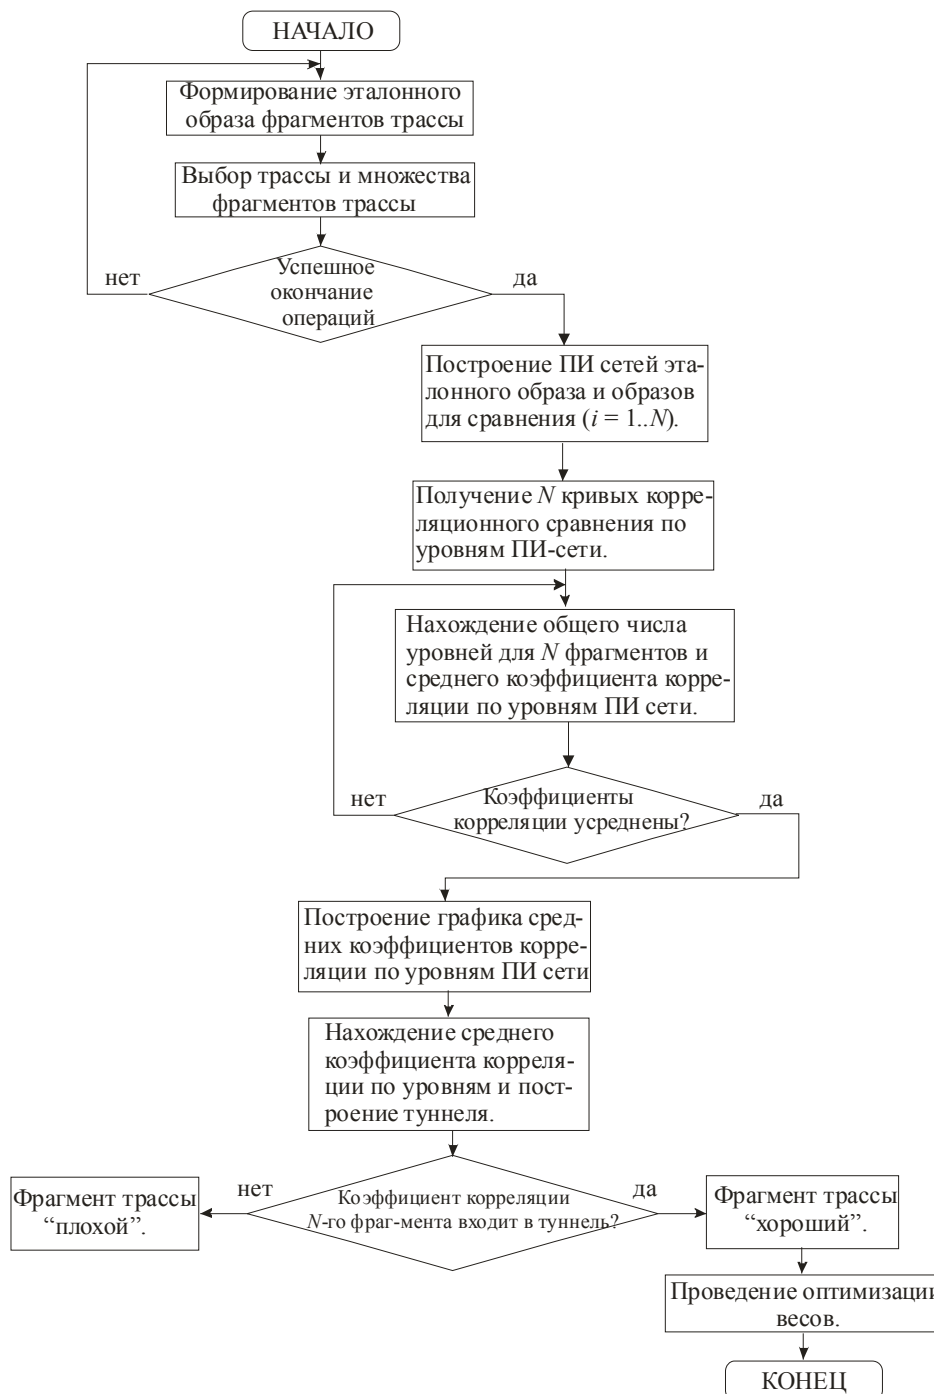 НАЧАЛО
Формирование эталонного
образа фрагментов трассы
Выбор трассы и множества
фрагментов трассы
Успешное
окончание
операций
нет
да
Построение ПИ сетей эта-
лонного образа и образов
для сравнения (i = 1..N).
Получение N кривых корре-
ляционного сравнения по
уровням ПИ-сети.
Нахождение общего числа
уровней для N фрагментов и
среднего коэффициента корре-
ляции по уровням ПИ сети.
Коэффициенты
корреляции усреднены?
нет
да
Построение графика сред-
них коэффициентов корре-
ляции по уровням ПИ сети
Нахождение среднего
коэффициента корреля-
ции по уровням и пост-
роение туннеля.
Коэффициент корреляции
N-го фраг-мента входит в туннель?
нет
да
Фрагмент трассы
“плохой”.
Фрагмент трассы
“хороший”.
Проведение оптимизации
весов.
КОНЕЦ